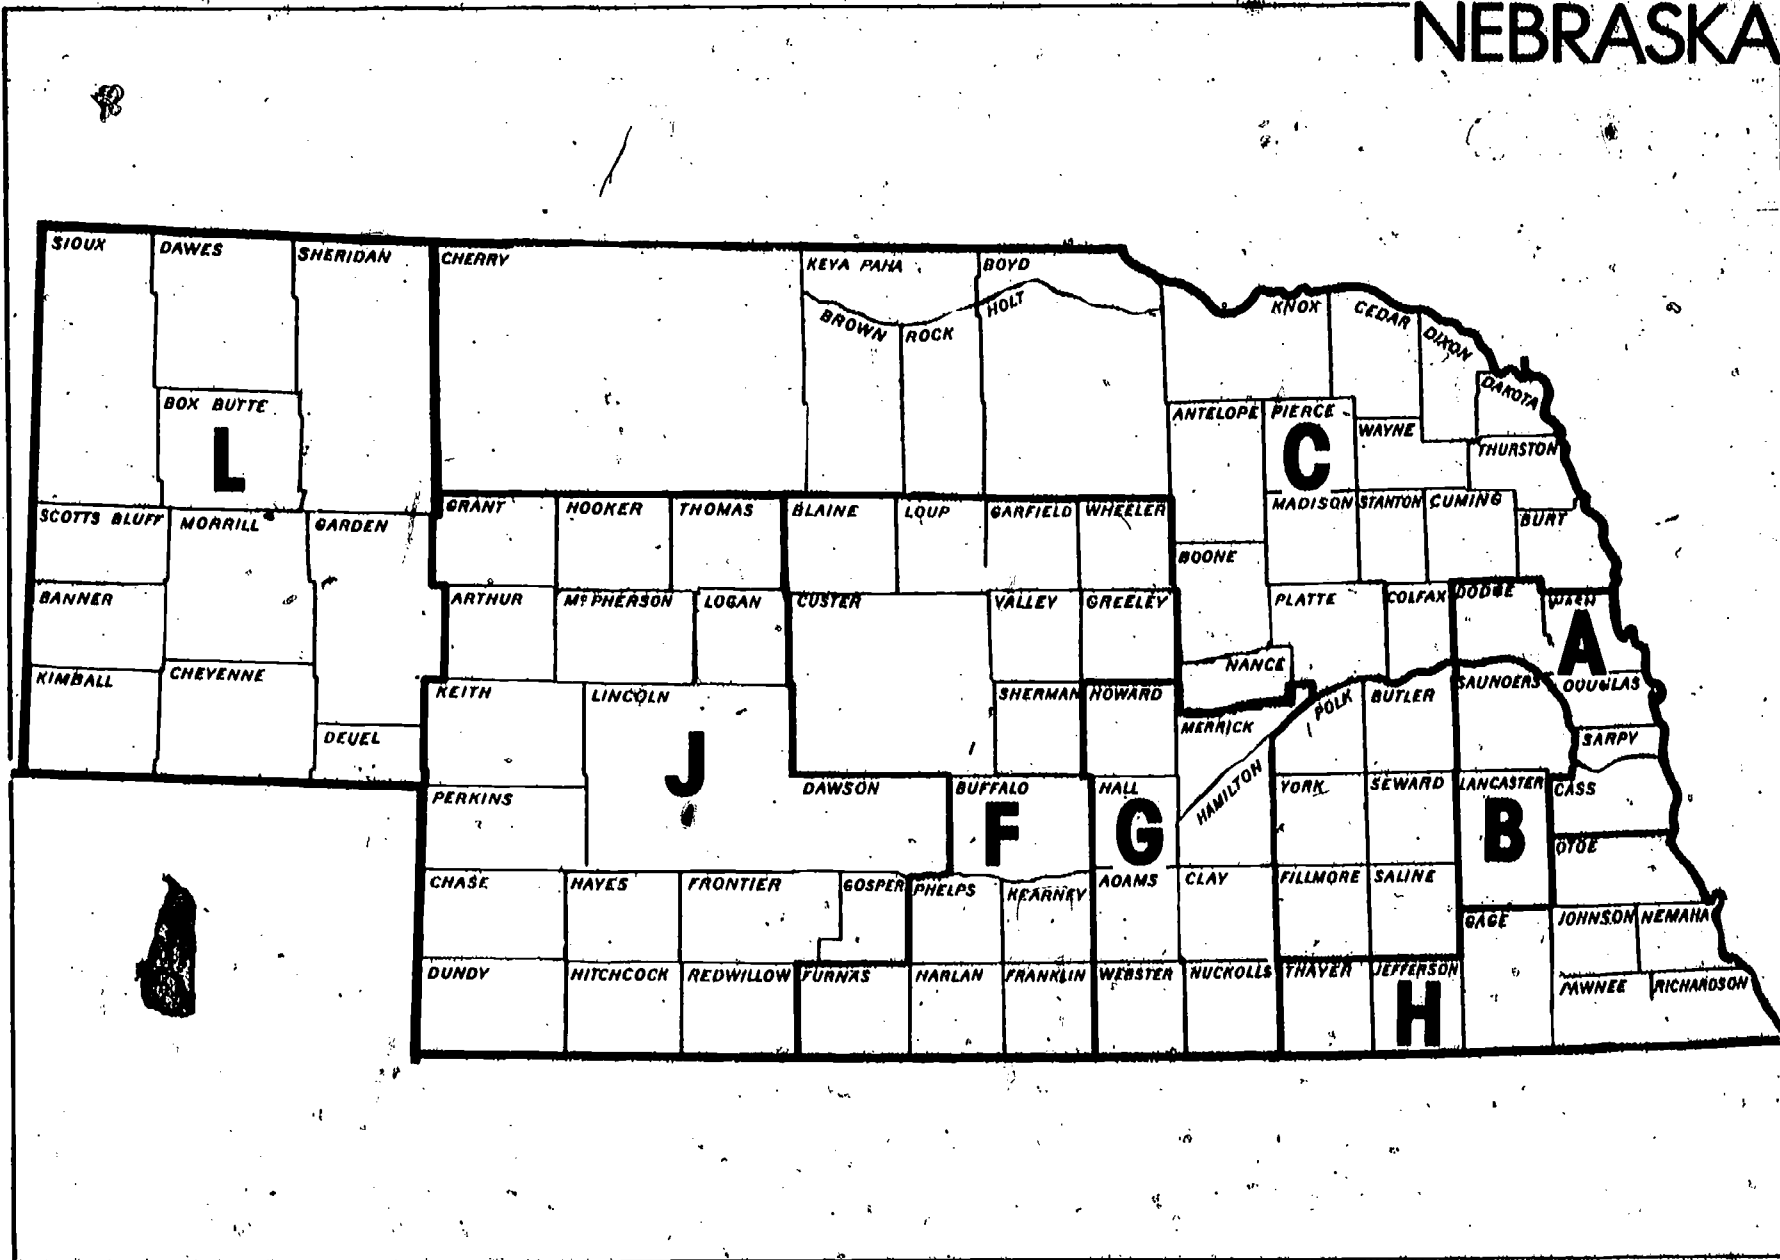 NEBRASKA
SIOUX DAWES SHERIDAN CHERRY KEYA PAHA BOYD
BROWN ROCK HOLT KNOX CEDAR DIXON
DAKOTA
BOX BUTTE ANTELOPE PIERCE WAYNE
L C THURSTON
SCOTTS BLUFF MORRILL GARDEN GRANT HOOKER THOMAS BLAINE LOUP GARFIELD WHEELER MADISON STANTON CUMING BURT
BOONE
BANNER ARTHUR McPHERSON LOGAN CUSTER VALLEY GREELEY PLATTE COLFAX DODGE
A
NANCE
KIMBALL CHEYENNE KEITH LINCOLN SHERMAN HOWARD POLK BUTLER SAUNDERS DOUGLAS
MERRICK
DEUEL SARPY
J
PERKINS DAWSON BUFFALO HALL HAMILTON YORK SEWARD LANCASTER CASS
F G B
OTOE
CHASE HAYES FRONTIER GOSPER PHELPS KEARNEY ADAMS CLAY FILLMORE SALINE
GAGE JOHNSON NEMAHA
DUNDY HITCHCOCK REDWILLOW FURNAS HARLAN FRANKLIN WEBSTER NUCKOLLS THAYER JEFFERSON
PAWNEE RICHARDSON
H